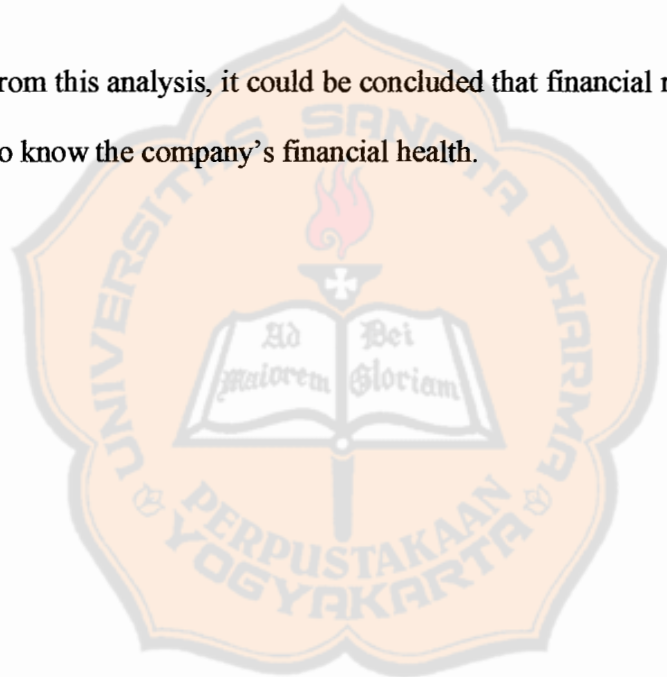 rom this analysis, it could be concluded that financial
o know the company's financial health.
UNIVERSITAS SANATA DHARMA
Ad
maiorem
Dei
Gloriam
PERPUSTAKAAN
YOGYAKARTA